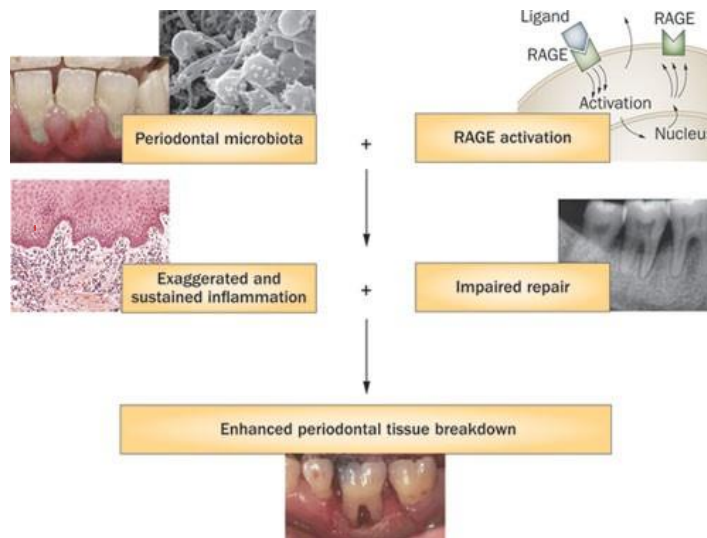 Ligand
RAGE
RAGE
Activation
Nucleus
Periodontal microbiota
+
RAGE activation
Exaggerated and
sustained inflammation
+
Impaired repair
Enhanced periodontal tissue breakdown